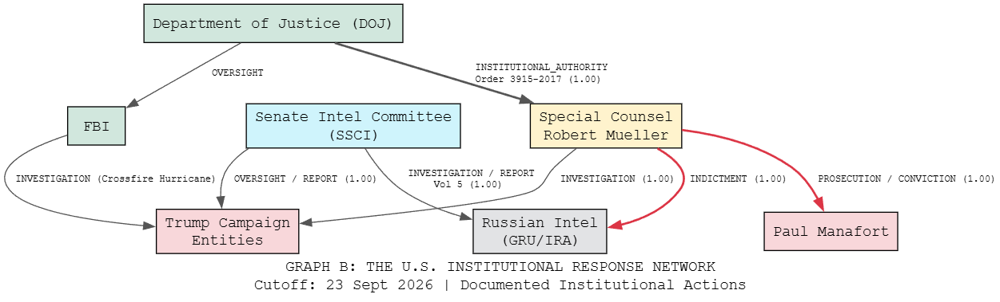 Department of Justice (DOJ)
OVERSIGHT
INSTITUTIONAL_AUTHORITY
Order 3915-2017 (1.00)
FBI
Senate Intel Committee
(SSCI)
Special Counsel
Robert Mueller
INVESTIGATION (Crossfire Hurricane)
OVERSIGHT / REPORT (1.00)
INVESTIGATION / REPORT
Vol 5 (1.00)
INVESTIGATION (1.00)
INDICTMENT (1.00)
PROSECUTION / CONVICTION (1.00)
Trump Campaign
Entities
Russian Intel
(GRU/IRA)
Paul Manafort
GRAPH B: THE U.S. INSTITUTIONAL RESPONSE NETWORK
Cutoff: 23 Sept 2026 | Documented Institutional Actions